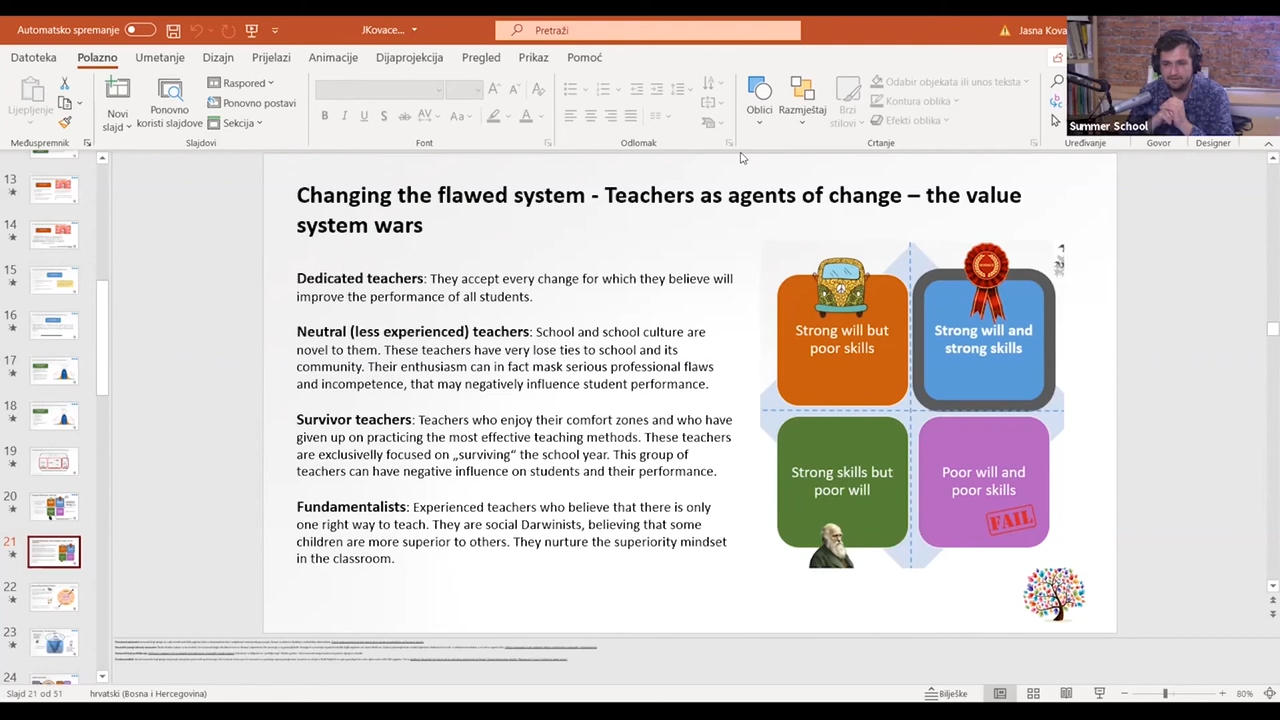 Automatsko spremanje
JKovace...
Pretraži
Jasna Kova
Datoteka Polazno Umetanje Dizajn Prijelazi Animacije Dijaprojekcija Pregled Prikaz Pomoć
Lijepljenje
Novi slajd
Ponovno koristi slajdove
Raspored
Ponovno postavi
Sekcija
Oblici
Razmještaj
Brzi stilovi
Odabir objekata ili unos teksta
Kontura oblika
Efekti oblika
Summer School
Međuspremnik Slajdovi Font Odlomak Crtanje Uređivanje Govor Designer
13
14
15
16
17
18
19
20
21
22
23
24
Changing the flawed system - Teachers as agents of change – the value
system wars
Dedicated teachers: They accept every change for which they believe will
improve the performance of all students.
Neutral (less experienced) teachers: School and school culture are
novel to them. These teachers have very lose ties to school and its
community. Their enthusiasm can in fact mask serious professional flaws
and incompetence, that may negatively influence student performance.
Survivor teachers: Teachers who enjoy their comfort zones and who have
given up on practicing the most effective teaching methods. These teachers
are exclusivelly focused on „surviving“ the school year. This group of
teachers can have negative influence on students and their performance.
Fundamentalists: Experienced teachers who believe that there is only
one right way to teach. They are social Darwinists, believing that some
children are more superior to others. They nurture the superiority mindset
in the classroom.
Strong will but
poor skills
Strong will and
strong skills
Strong skills but
poor will
Poor will and
poor skills
FAIL
Slajd 21 od 51
hrvatski (Bosna i Hercegovina)
Bilješke
80%